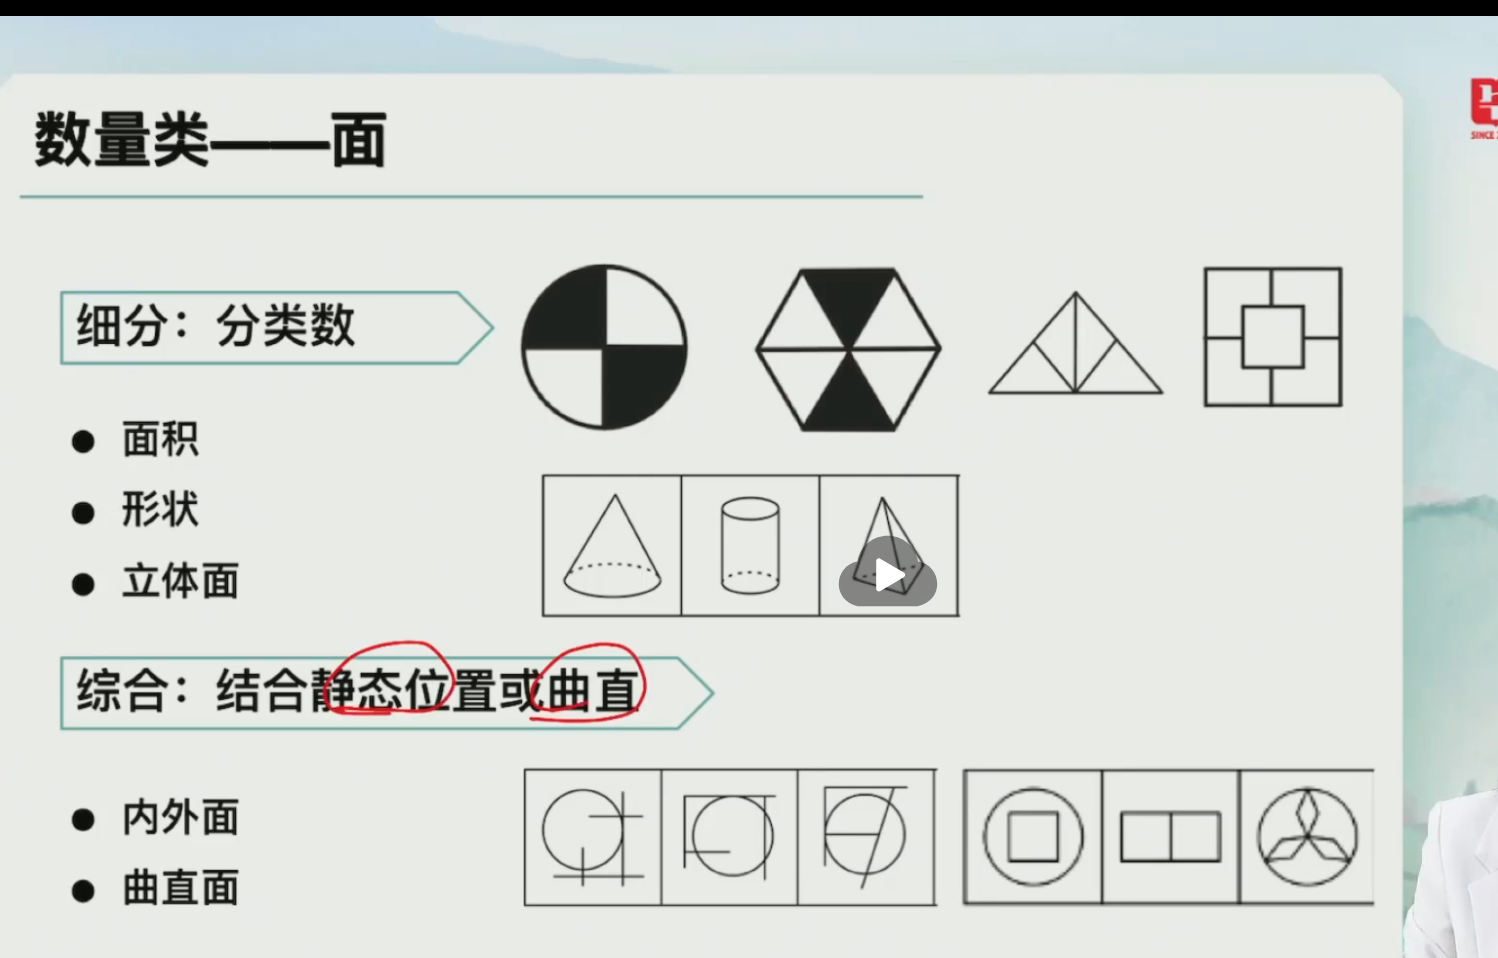 数量类——面
细分：分类数
面积
形状
立体面
综合：结合静态位置或曲直
内外面
曲直面
SINCE